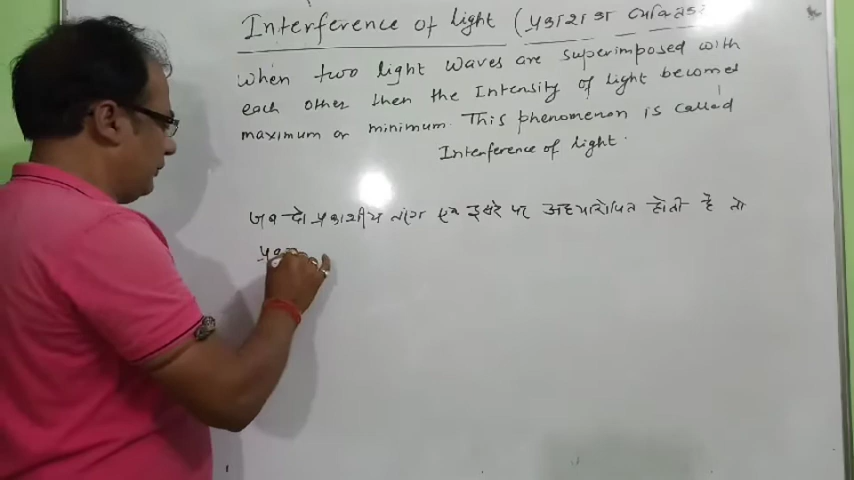 Interference of light (प्रकाश का व्यतिकरण
when two light waves are superimposed with
each other then the Intensity of light becomes
maximum or minimum. This phenomenon is called
Interference of light.
जब दो प्रकाशीय तरंग एक दूसरे पर अध्यारोपित होती है तो